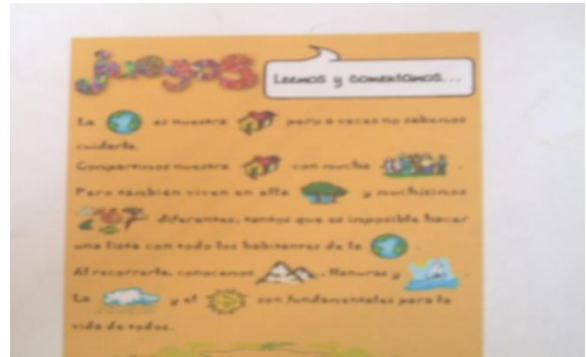 juegos
Leemos y comentamos...
La es nuestra pero a veces no sabemos
cuidarla.
Compartimos nuestra con mucha .
Pero también viven en ella y muchísimos
diferentes, tantos que es imposible hacer
una lista con todo los habitantes de la .
Al recorrerla, conocemos , llanuras y .
La y el son fundamentales para la
vida de todos.